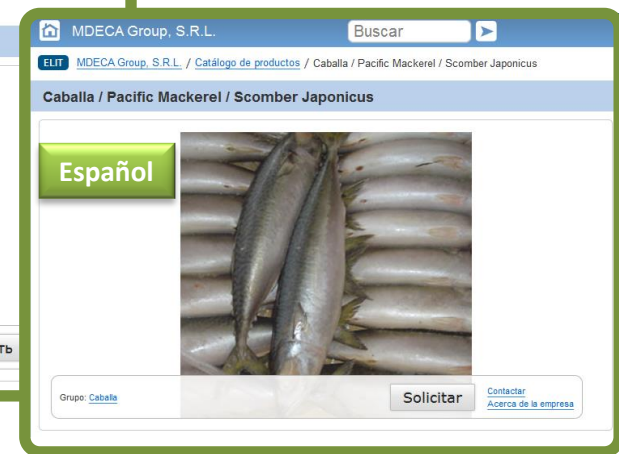 MDECA Group, S.R.L. Buscar
ELIT MDECA Group, S.R.L. / Catálogo de productos / Caballa / Pacific Mackerel / Scomber Japonicus
Caballa / Pacific Mackerel / Scomber Japonicus
Español
ть
Grupo: Caballa
Solicitar
Contactar
Acerca de la empresa